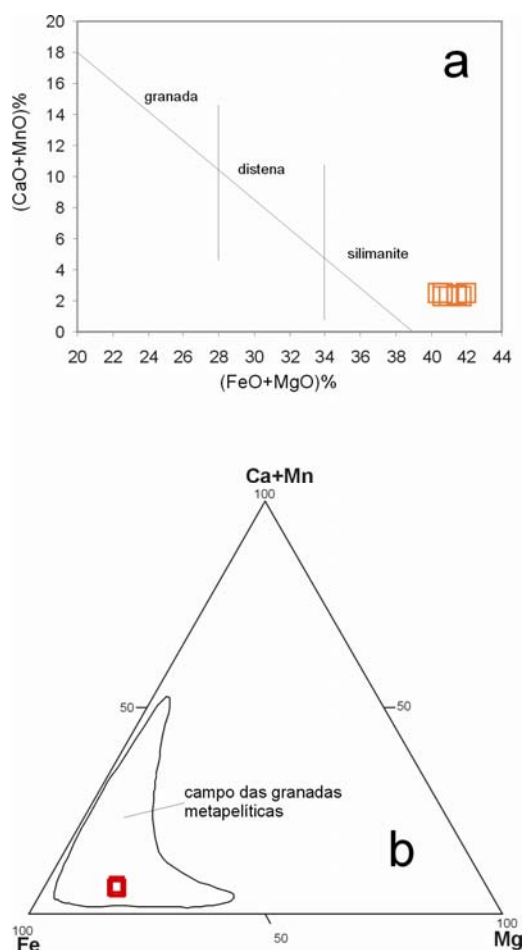 a
20
18
16
14
12
10
8
6
4
2
0
(CaO+MnO)%
granada
distena
silimanite
20 22 24 26 28 30 32 34 36 38 40 42 44
(FeO+MgO)%
Ca+Mn
100
50
50
campo das granadas
metapelíticas
b
100
Fe
50
100
Mg